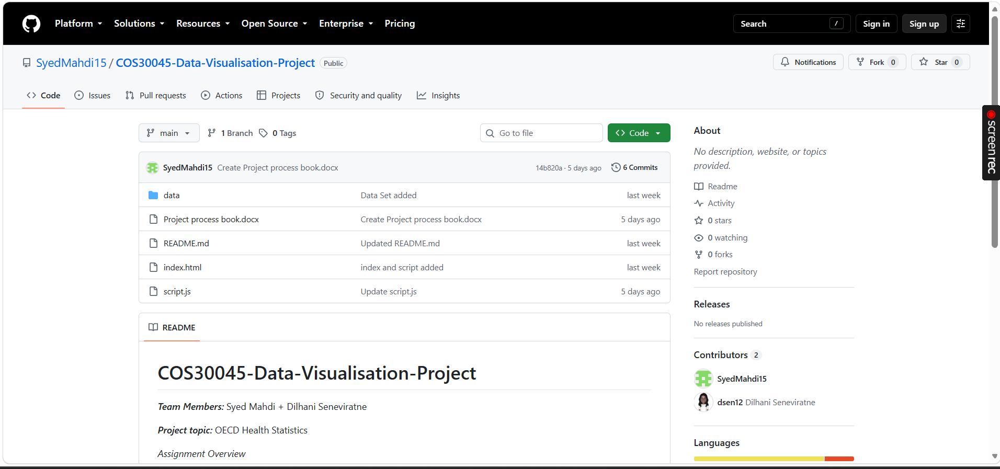 Platform Solutions Resources Open Source Enterprise Pricing Search / Sign in Sign up
SyedMahdi15 / COS30045-Data-Visualisation-Project Public Notifications Fork 0 Star 0
Code Issues Pull requests Actions Projects Security and quality Insights
main 1 Branch 0 Tags Go to file Code
SyedMahdi15 Create Project process book.docx 14b820a · 5 days ago 6 Commits
data Data Set added last week
Project process book.docx Create Project process book.docx 5 days ago
README.md Updated README.md last week
index.html index and script added last week
script.js Update script.js 5 days ago
README
COS30045-Data-Visualisation-Project
Team Members: Syed Mahdi + Dilhani Seneviratne
Project topic: OECD Health Statistics
Assignment Overview
About
No description, website, or topics
provided.
Readme
Activity
0 stars
0 watching
0 forks
Report repository
Releases
No releases published
Contributors 2
SyedMahdi15
dsen12 Dilhani Seneviratne
Languages
screenrec